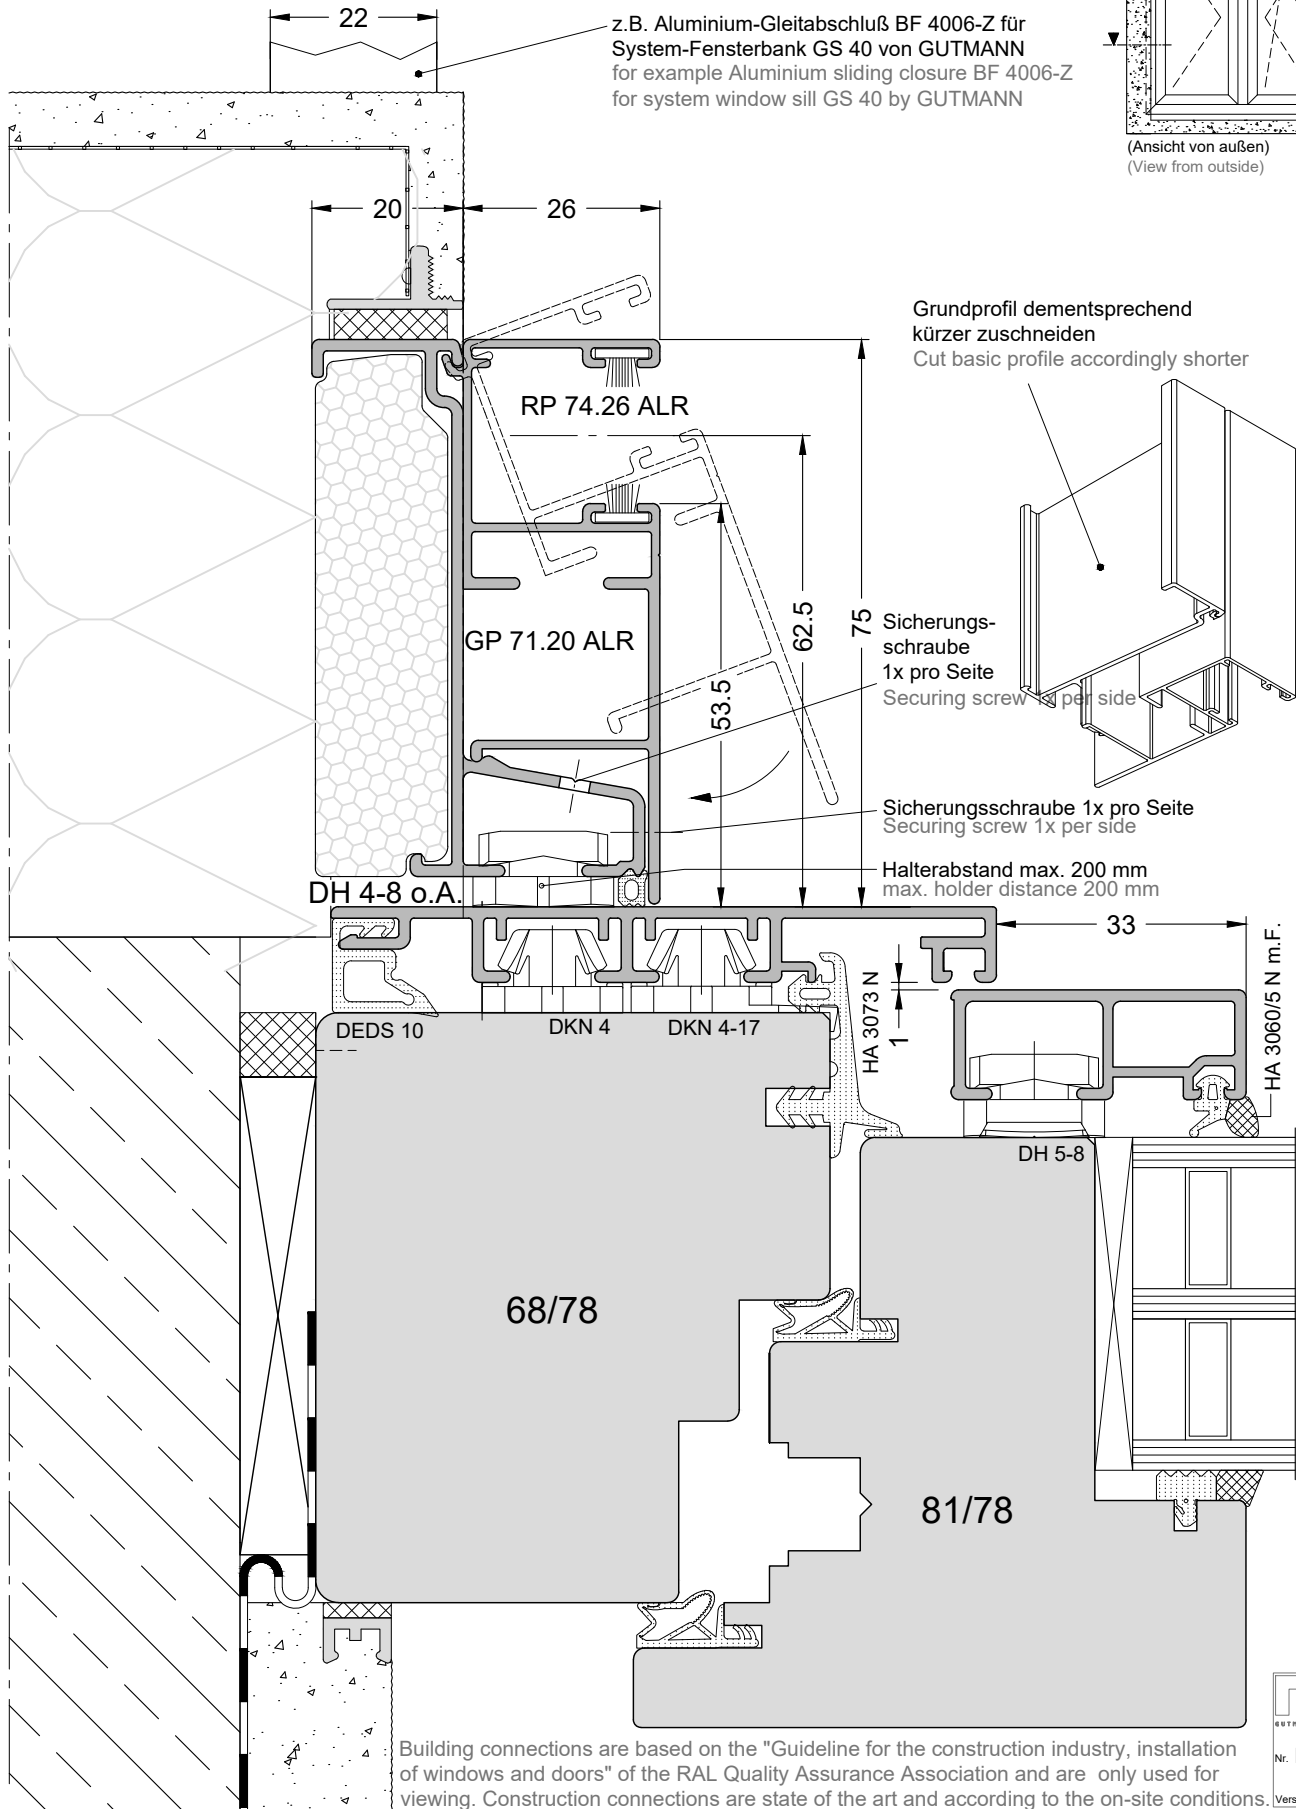 22
z.B. Aluminium-Gleitabschluß BF 4006-Z für
System-Fensterbank GS 40 von GUTMANN
for example Aluminium sliding closure BF 4006-Z
for system window sill GS 40 by GUTMANN
(Ansicht von außen)
(View from outside)
20
26
Grundprofil dementsprechend
kürzer zuschneiden
Cut basic profile accordingly shorter
RP 74.26 ALR
62.5
75
53.5
GP 71.20 ALR
Sicherungs-
schraube
1x pro Seite
Securing screw 1x per side
Sicherungsschraube 1x pro Seite
Securing screw 1x per side
Halterabstand max. 200 mm
max. holder distance 200 mm
DH 4-8 o.A.
33
HA 3073 N
1
HA 3060/5 N m.F.
DEDS 10
DKN 4
DKN 4-17
DH 5-8
68/78
81/78
Building connections are based on the "Guideline for the construction industry, installation
of windows and doors" of the RAL Quality Assurance Association and are only used for
viewing. Construction connections are state of the art and according to the on-site conditions.
Nr.